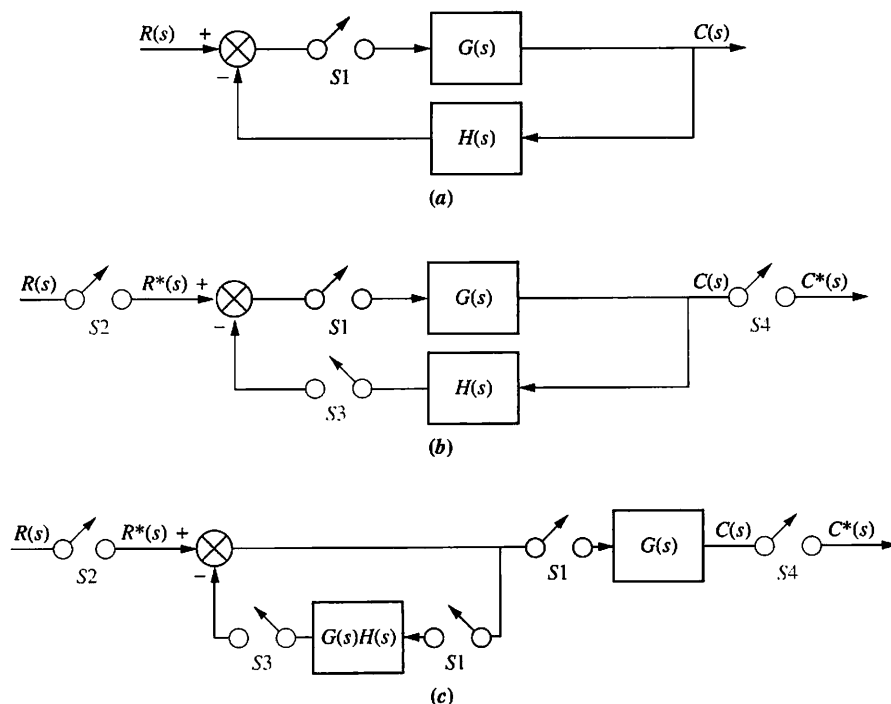 R(s) + G(s) C(s)
− S1
H(s)
(a)
R(s) R*(s) + G(s) C(s) C*(s)
S2 − S1 S4
H(s)
S3
(b)
R(s) R*(s) + G(s) C(s) C*(s)
S2 − S1 S4
G(s)H(s)
S3 S1
(c)